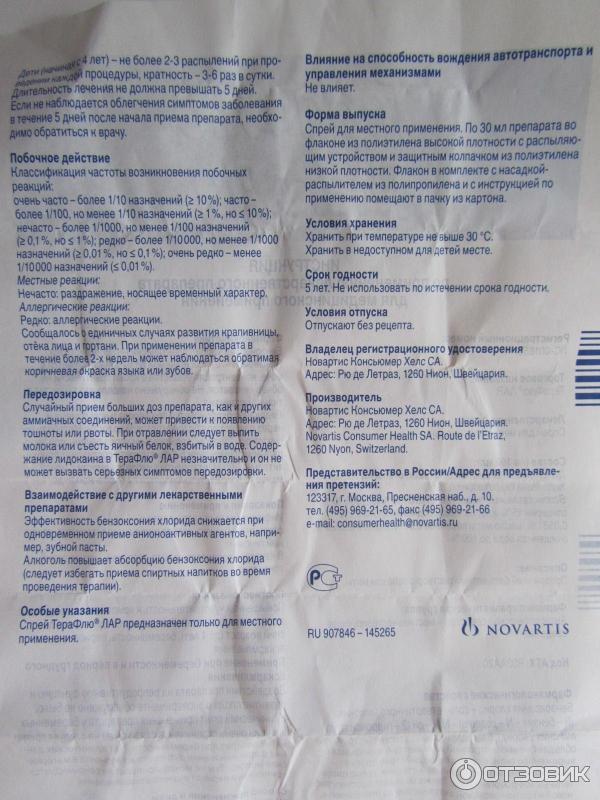 Дети (начиная с 4 лет) – не более 2-3 распылений при про-
ведении каждой процедуры, кратность – 3-6 раз в сутки.
Длительность лечения не должна превышать 5 дней.
Если не наблюдается облегчения симптомов заболевания
в течение 5 дней после начала приема препарата, необхо-
димо обратиться к врачу.
Побочное действие
Классификация частоты возникновения побочных
реакций:
очень часто – более 1/10 назначений (≥ 10%); часто –
более 1/100, но менее 1/10 назначений (≥ 1%, но ≤ 10%);
нечасто – более 1/1000, но менее 1/100 назначений
(≥ 0,1%, но ≤ 1%); редко – более 1/10 000, но менее 1/1000
назначений (≥ 0,01%, но ≤ 0,1%); очень редко – менее
1/10 000 назначений (≤ 0,01%).
Местные реакции:
Нечасто: раздражение, носящее временный характер.
Аллергические реакции:
Редко: аллергические реакции.
Сообщалось о единичных случаях развития крапивницы,
отёка лица и гортани. При применении препарата в
течение более 2-х недель может наблюдаться обратимая
коричневая окраска языка или зубов.
Передозировка
Случайный прием больших доз препарата, как и других
аммиачных соединений, может привести к появлению
тошноты или рвоты. При отравлении следует выпить
молока или съесть яичный белок, взбитый в воде. Содер-
жание лидокаина в ТераФлю® ЛАР незначительно и он не
может вызвать серьезных симптомов передозировки.
Взаимодействие с другими лекарственными
препаратами
Эффективность бензоксония хлорида снижается при
одновременном приеме анионоактивных агентов, напри-
мер, зубной пасты.
Алкоголь повышает абсорбцию бензоксония хлорида
(следует избегать приема спиртных напитков во время
проведения терапии).
Особые указания
Спрей ТераФлю® ЛАР предназначен только для местного
применения.
Влияние на способность вождения автотранспорта и
управления механизмами
Не влияет.
Форма выпуска
Спрей для местного применения. По 30 мл препарата во
флаконе из полиэтилена высокой плотности с распыляю-
щим устройством и защитным колпачком из полиэтилена
низкой плотности. Флакон в комплекте с насадкой-
распылителем из полипропилена и с инструкцией по
применению помещают в пачку из картона.
Условия хранения
Хранить при температуре не выше 30 °С.
Хранить в недоступном для детей месте.
Срок годности
5 лет. Не использовать по истечении срока годности.
Условия отпуска
Отпускают без рецепта.
Владелец регистрационного удостоверения
Новартис Консьюмер Хелс СА.
Адрес: Рю де Летраз, 1260 Нион, Швейцария.
Производитель
Новартис Консьюмер Хелс СА.
Адрес: Рю де Летраз, 1260 Нион, Швейцария.
Novartis Consumer Health SA. Route de l'Etraz,
1260 Nyon, Switzerland.
Представительство в России/Адрес для предъявле-
ния претензий:
123317, г. Москва, Пресненская наб., д. 10.
тел. (495) 969-21-65, факс (495) 969-21-66
e-mail: consumerhealth@novartis.ru
РСТ
RU 907846 – 145265
NOVARTIS
ОТЗОВИК